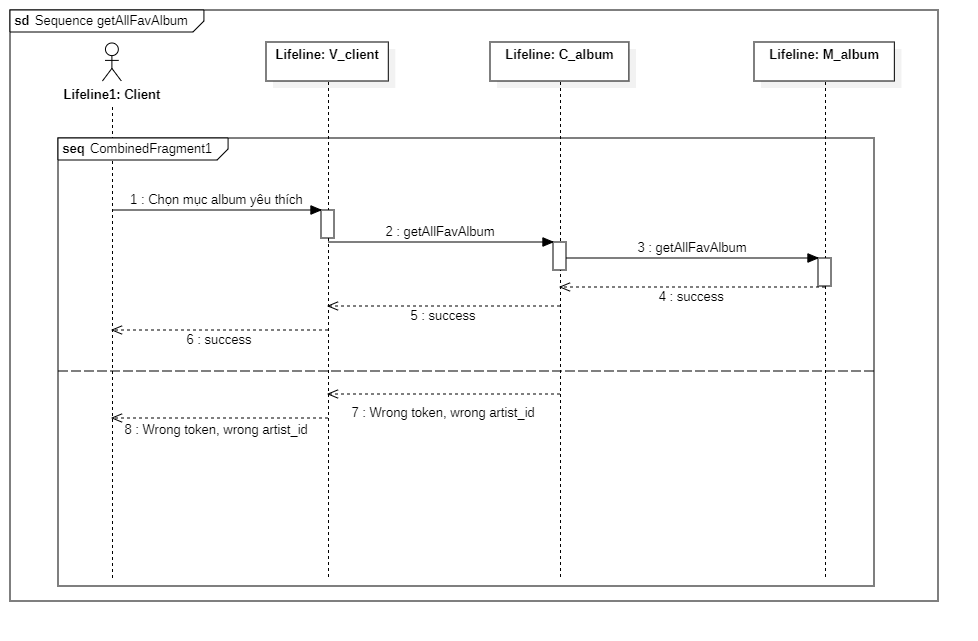 sd Sequence getAllFavAlbum
Lifeline1: Client
Lifeline: V_client
Lifeline: C_album
Lifeline: M_album
seq CombinedFragment1
1 : Chọn mục album yêu thích
2 : getAllFavAlbum
3 : getAllFavAlbum
4 : success
5 : success
6 : success
7 : Wrong token, wrong artist_id
8 : Wrong token, wrong artist_id